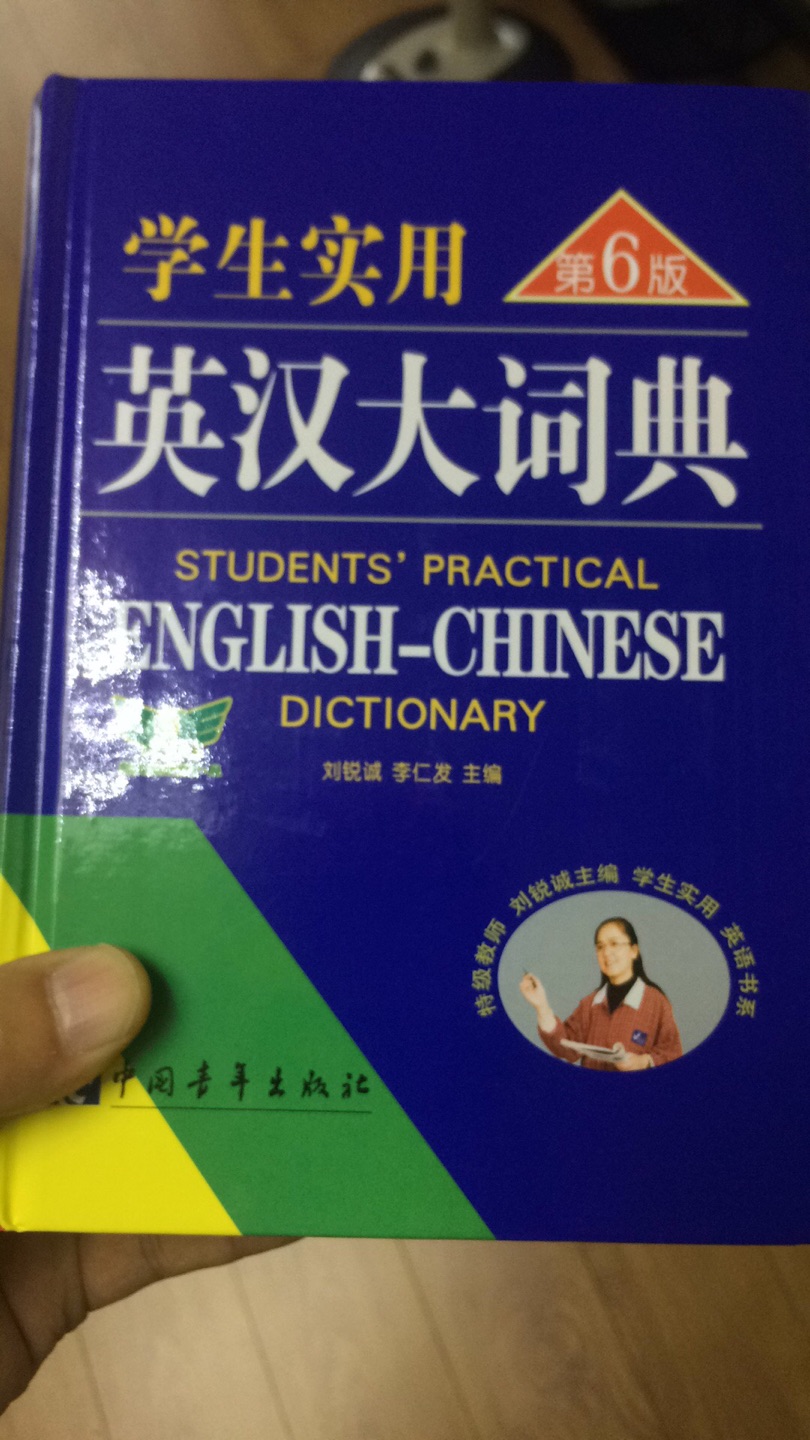 学生实用
第6版
英汉大词典
STUDENTS' PRACTICAL
ENGLISH-CHINESE
DICTIONARY
刘锐诚 李仁发 主编
特级教师 刘锐诚主编 学生实用 英语书系
中国青年出版社